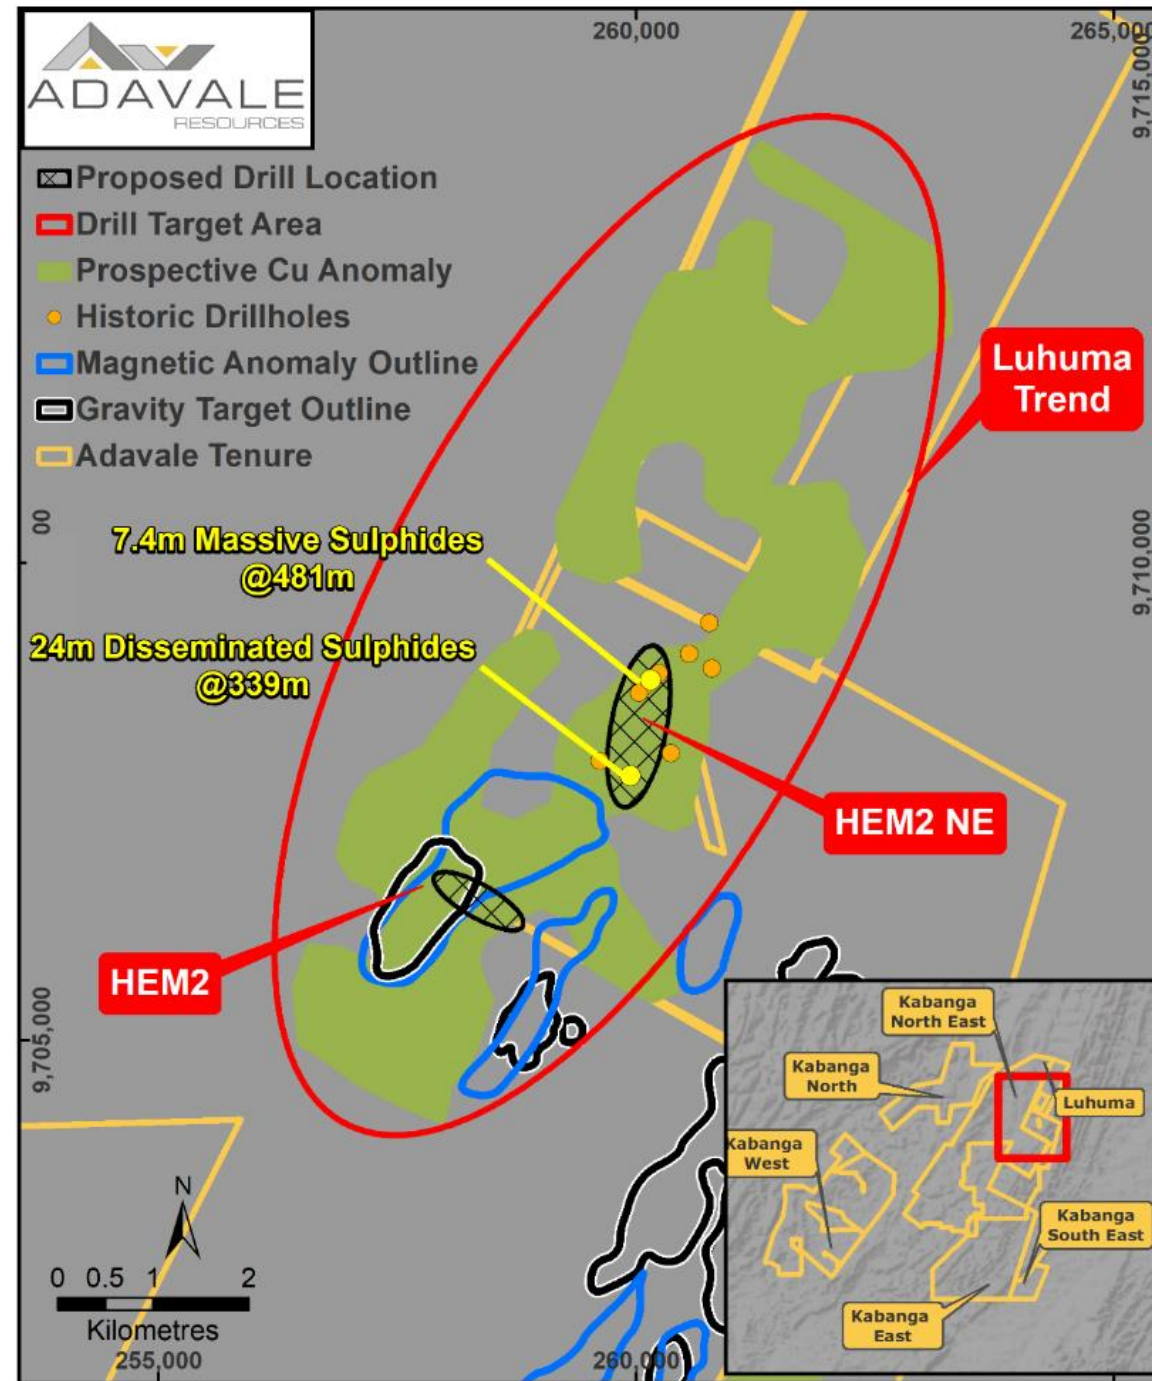 260,000
265,000
9,715,000
ADAVALE
RESOURCES
Proposed Drill Location
Drill Target Area
Prospective Cu Anomaly
Historic Drillholes
Magnetic Anomaly Outline
Gravity Target Outline
Adavale Tenure
Luhuma
Trend
00
7.4m Massive Sulphides
@481m
9,710,000
24m Disseminated Sulphides
@339m
HEM2 NE
HEM2
9,705,000
Kabanga
North East
Kabanga
North
Luhuma
Kabanga
West
Kabanga
South East
Kabanga
East
N
0 0.5 1 2
Kilometres
255,000
260,000